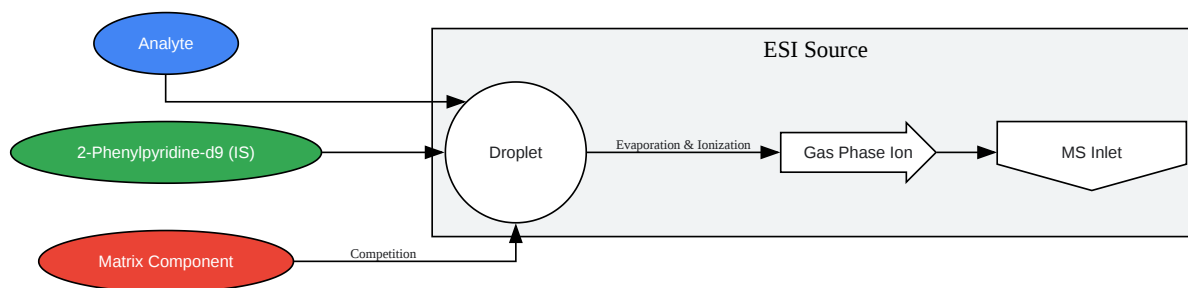 ESI Source
Analyte
2-Phenylpyridine-d9 (IS)
Droplet
Evaporation & Ionization
Gas Phase Ion
MS Inlet
Matrix Component
Competition